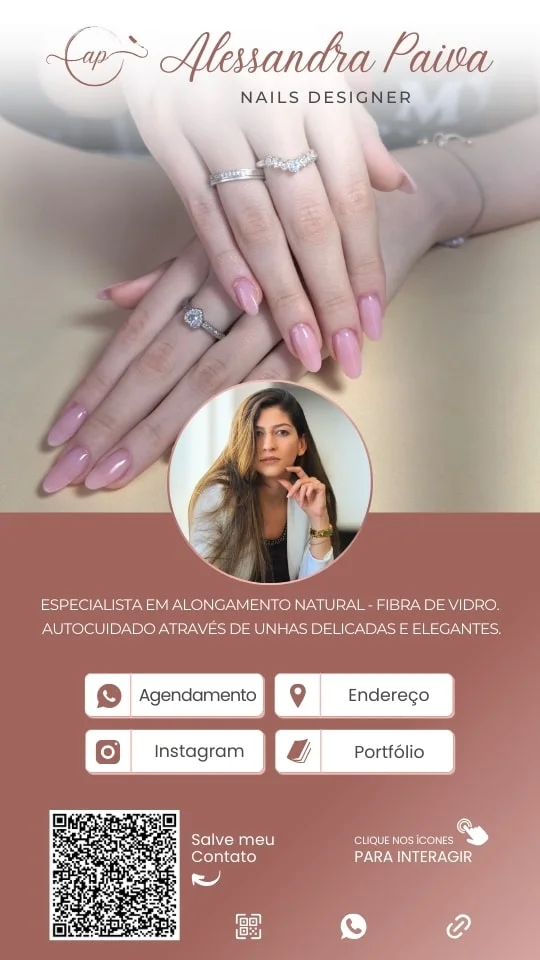 ap
Alessandra Paiva
NAILS DESIGNER
ESPECIALISTA EM ALONGAMENTO NATURAL - FIBRA DE VIDRO.
AUTOCUIDADO ATRAVÉS DE UNHAS DELICADAS E ELEGANTES.
Agendamento
Endereço
Instagram
Portfólio
Salve meu
Contato
CLIQUE NOS ÍCONES
PARA INTERAGIR